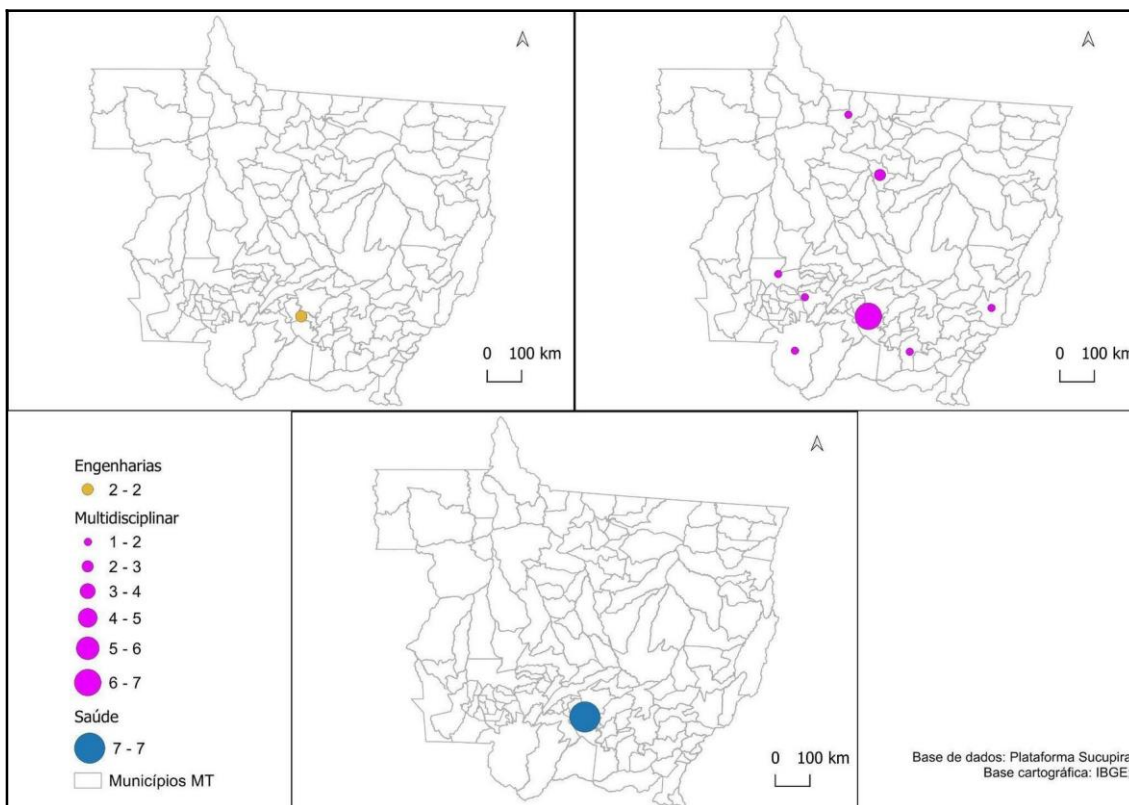 0 100 km
0 100 km
Engenharias
2 - 2
Multidisciplinar
1 - 2
2 - 3
3 - 4
4 - 5
5 - 6
6 - 7
Saúde
7 - 7
Municípios MT
0 100 km
Base de dados: Plataforma Sucupira
Base cartográfica: IBGE;